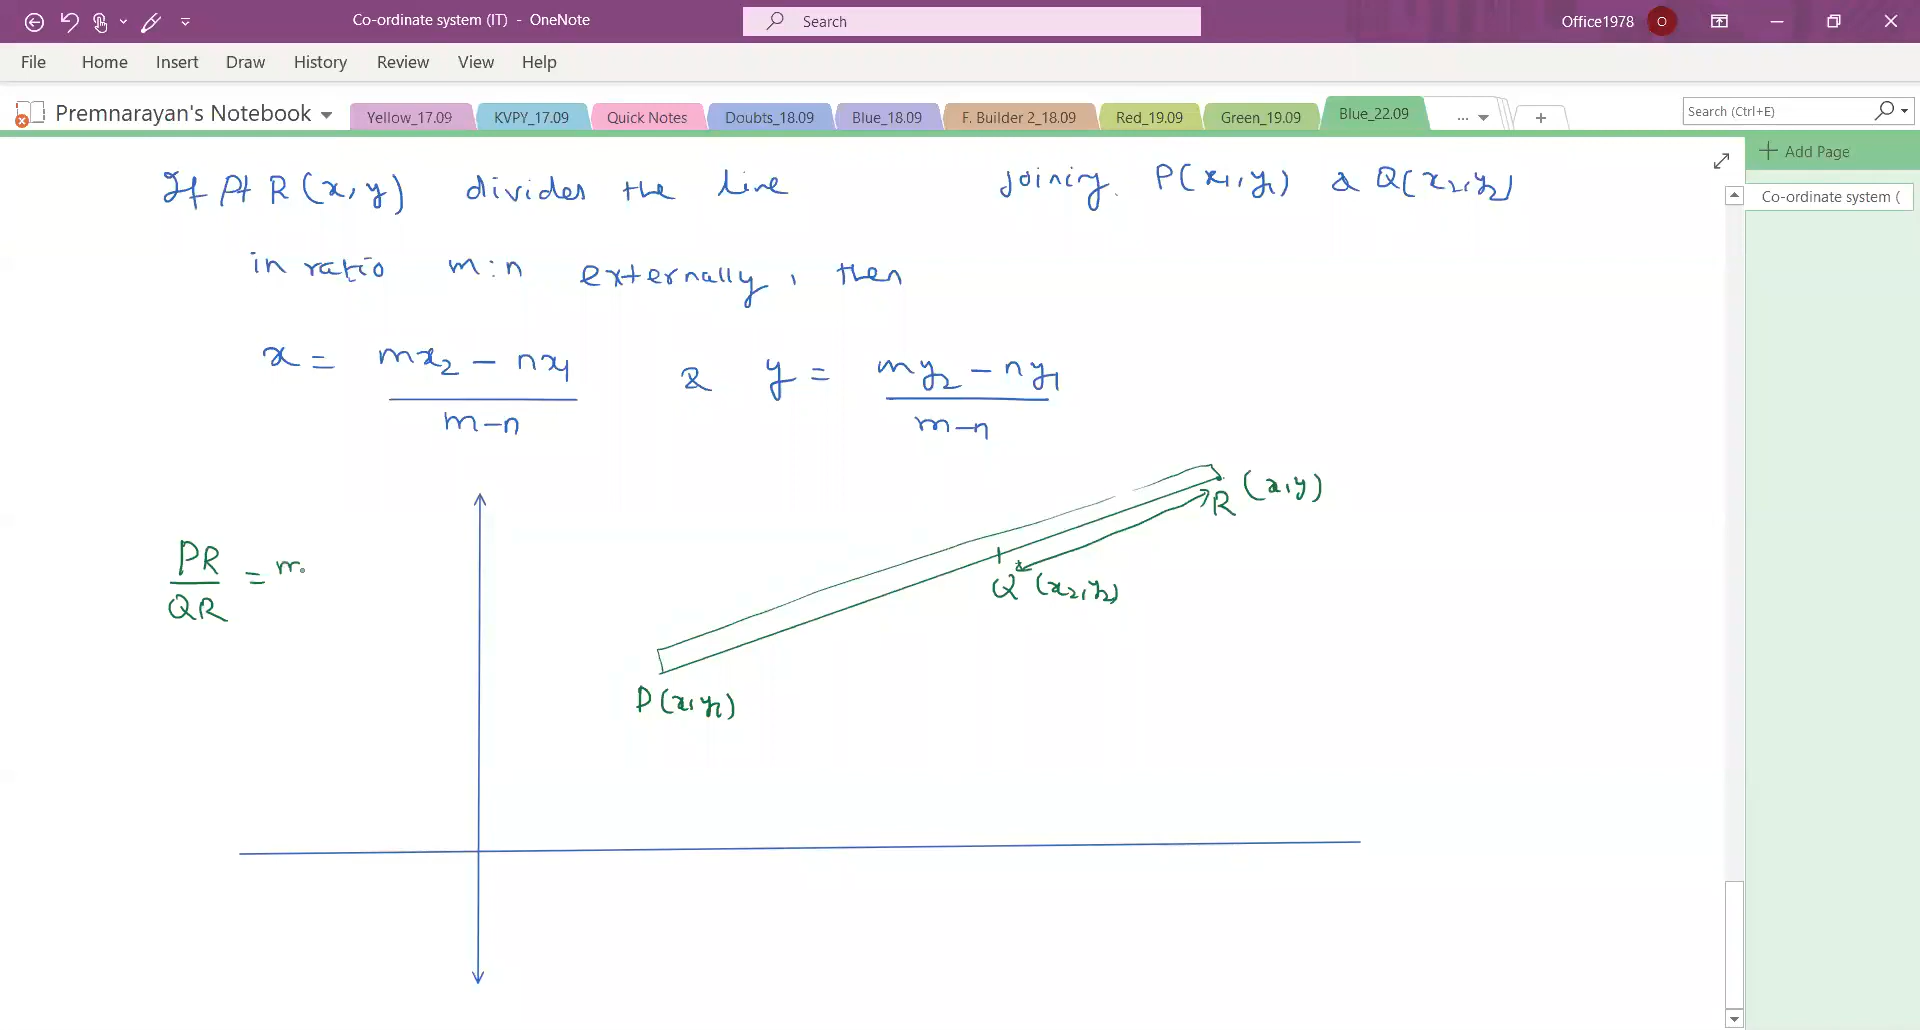 Co-ordinate system (IT) - OneNote
Search
Office1978
O
File Home Insert Draw History Review View Help
Premnarayan's Notebook
Yellow_17.09 KVPY_17.09 Quick Notes Doubts_18.09 Blue_18.09 F. Builder 2_18.09 Red_19.09 Green_19.09 Blue_22.09 ... +
Search (Ctrl+E)
+ Add Page
Co-ordinate system (
If Pt R(x,y) divides the line joining P(x₁,y₁) & Q(x₂,y₂)
in ratio m:n externally, then
x = (mx₂ - nx₁)/(m-n) & y = (my₂ - ny₁)/(m-n)
R (x,y)
PR/QR = m
Q (x₂,y₂)
P(x₁,y₁)